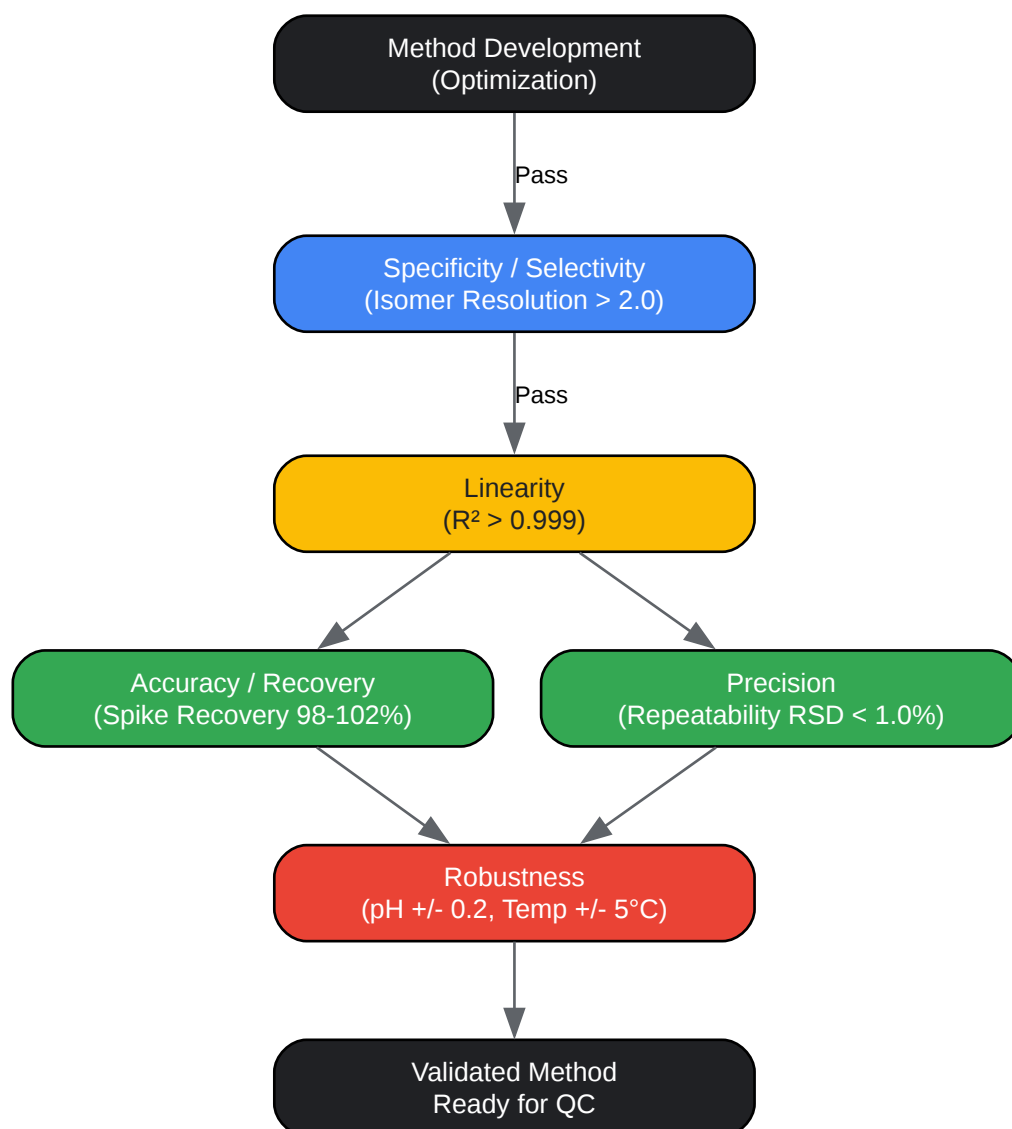 Method Development
(Optimization)
Pass
Specificity / Selectivity
(Isomer Resolution > 2.0)
Pass
Linearity
(R² > 0.999)
Accuracy / Recovery
(Spike Recovery 98-102%)
Precision
(Repeatability RSD < 1.0%)
Robustness
(pH +/- 0.2, Temp +/- 5°C)
Validated Method
Ready for QC